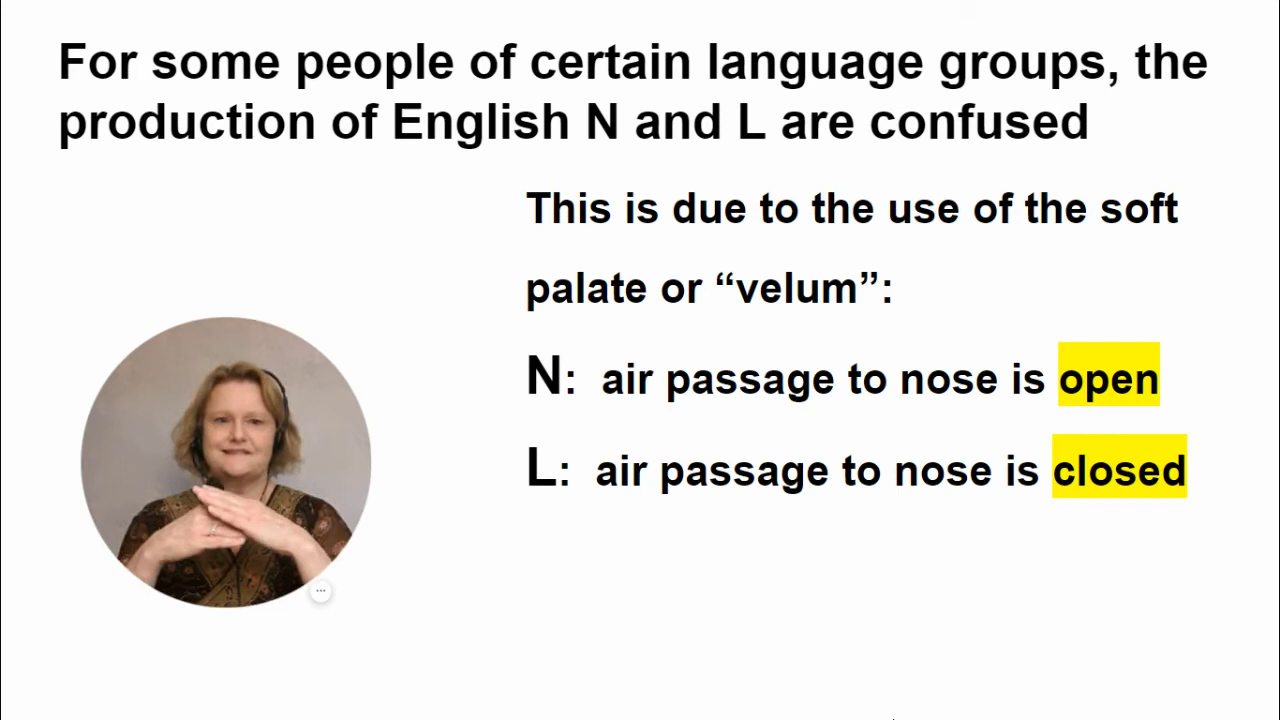 For some people of certain language groups, the
production of English N and L are confused
This is due to the use of the soft
palate or “velum”:
N:  air passage to nose is open
L:  air passage to nose is closed